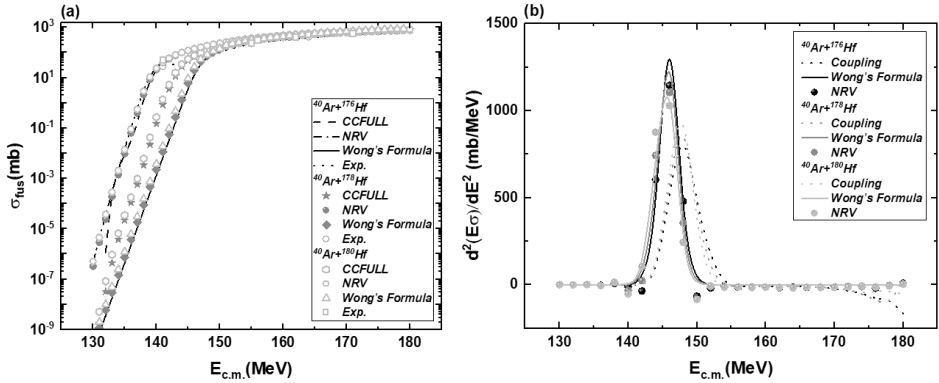 (a)
10³
10¹
10⁻¹
10⁻³
10⁻⁵
10⁻⁷
10⁻⁹
σfus(mb)
130 140 150 160 170 180
Ec.m.(MeV)
⁴⁰Ar+¹⁷⁶Hf
CCFULL
NRV
Wong's Formula
Exp.
⁴⁰Ar+¹⁷⁸Hf
CCFULL
NRV
Wong's Formula
Exp.
⁴⁰Ar+¹⁸⁰Hf
CCFULL
NRV
Wong's Formula
Exp.
(b)
1500
1000
500
0
d²(Eσ)/dE² (mb/MeV)
130 140 150 160 170 180
Ec.m.(MeV)
⁴⁰Ar+¹⁷⁶Hf
Coupling
Wong's Formula
NRV
⁴⁰Ar+¹⁷⁸Hf
Coupling
Wong's Formula
NRV
⁴⁰Ar+¹⁸⁰Hf
Coupling
Wong's Formula
NRV